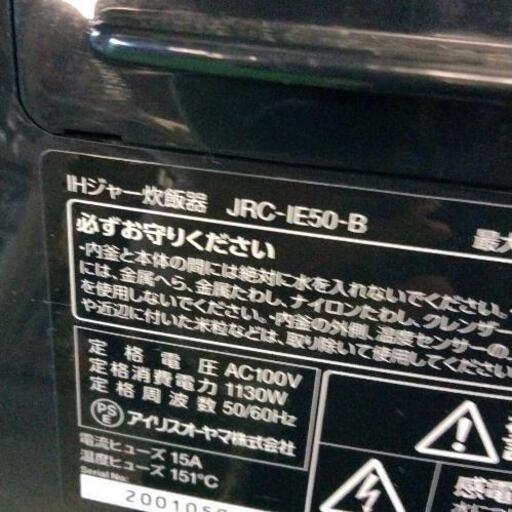 IHジャー炊飯器 JRC-IE50-B 最大
必ずお守りください
・内釜と本体の間には絶対に水を入れないでください。
には、金属へら、金属たわし、ナイロンたわし、クレンザー
を使用しないでください。・内釜の外側、温度センサーの
や近辺に付いた米粒などは、取り除いて使用してください
定格電圧 AC100V
定格消費電力 1130W
定格周波数 50/60Hz
PSE アイリスオーヤマ株式会社
電流ヒューズ 15A
温度ヒューズ 151℃
Serial No:
200105
感電